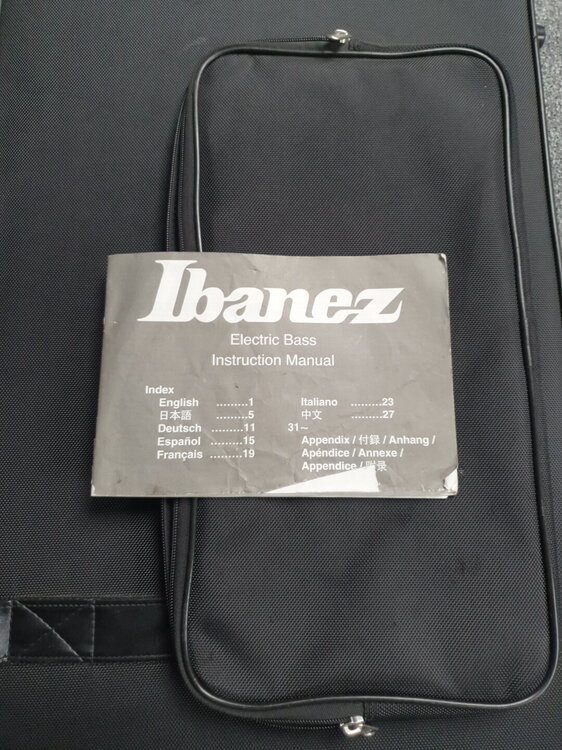 Ibanez
Electric Bass
Instruction Manual
Index
English .........1
日本語 .........5
Deutsch .........11
Español .........15
Français .........19
Italiano .........23
中文 .........27
31~
Appendix / 付録 / Anhang /
Apéndice / Annexe /
Appendice / 附录